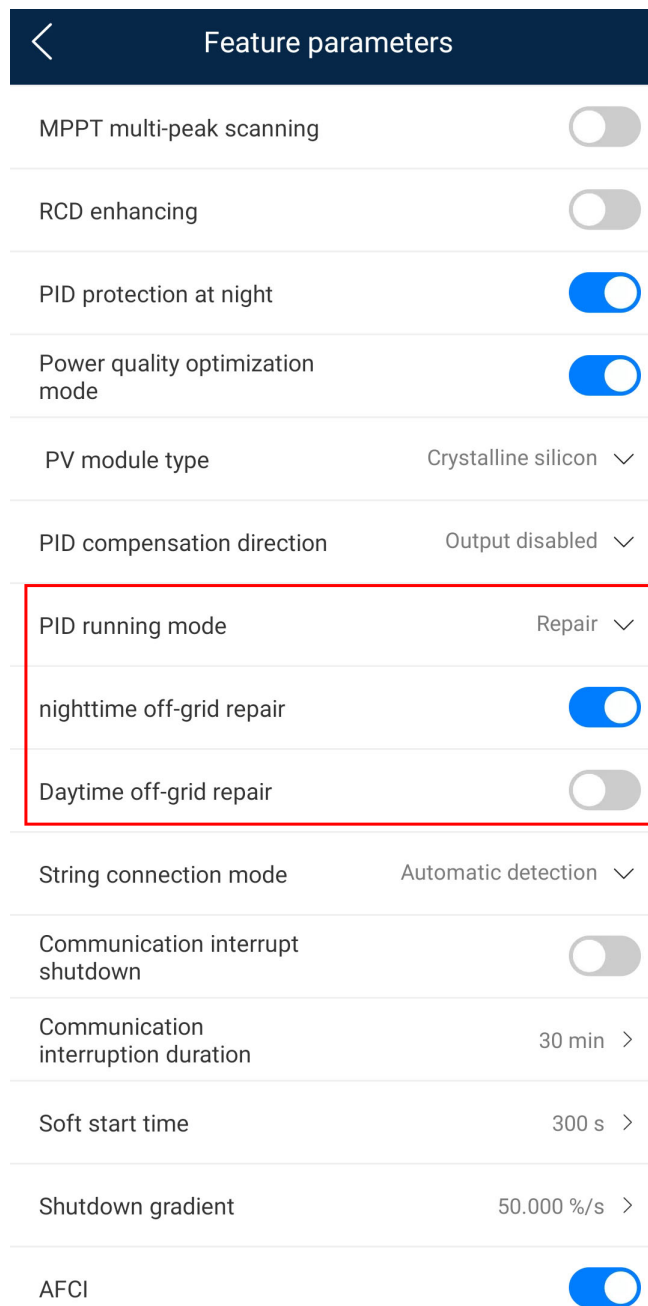 Feature parameters
MPPT multi-peak scanning
RCD enhancing
PID protection at night
Power quality optimization
mode
PV module type Crystalline silicon
PID compensation direction Output disabled
PID running mode Repair
nighttime off-grid repair
Daytime off-grid repair
String connection mode Automatic detection
Communication interrupt
shutdown
Communication
interruption duration 30 min
Soft start time 300 s
Shutdown gradient 50.000 %/s
AFCI